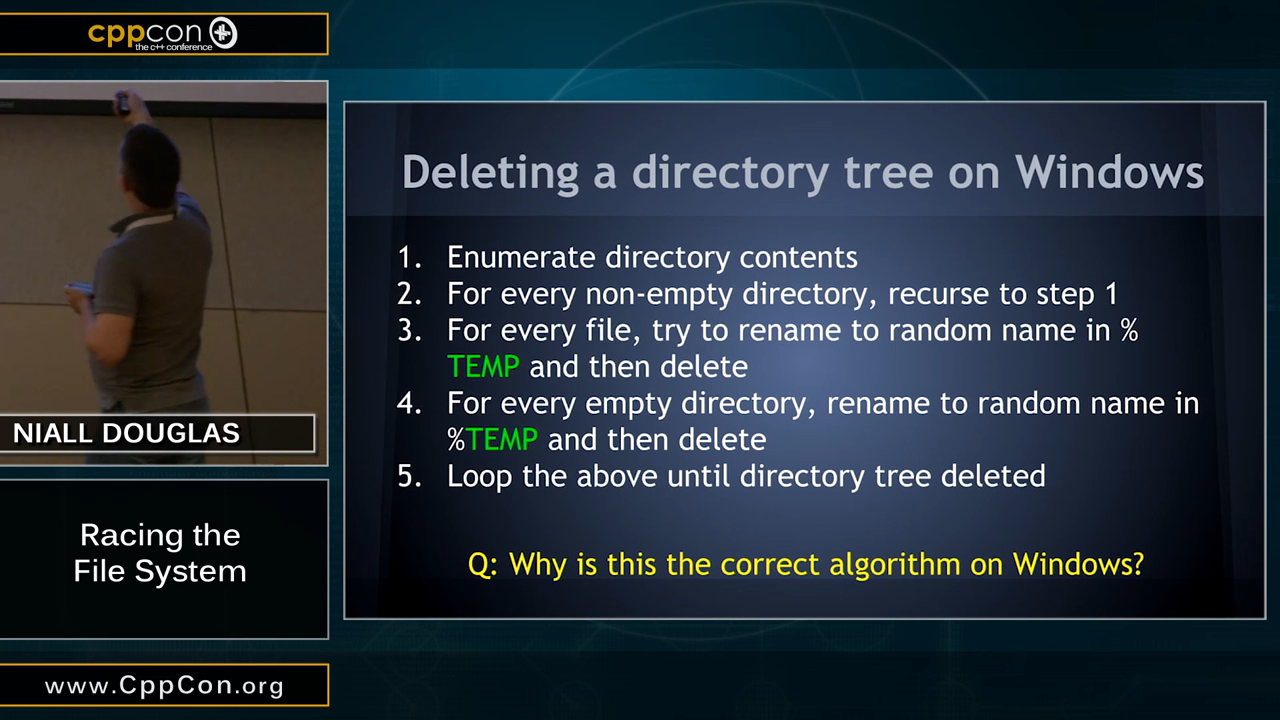 cppcon
the c++ conference
Deleting a directory tree on Windows
1. Enumerate directory contents
2. For every non-empty directory, recurse to step 1
3. For every file, try to rename to random name in %
TEMP and then delete
4. For every empty directory, rename to random name in
%TEMP and then delete
5. Loop the above until directory tree deleted
Q: Why is this the correct algorithm on Windows?
NIALL DOUGLAS
Racing the
File System
www.CppCon.org